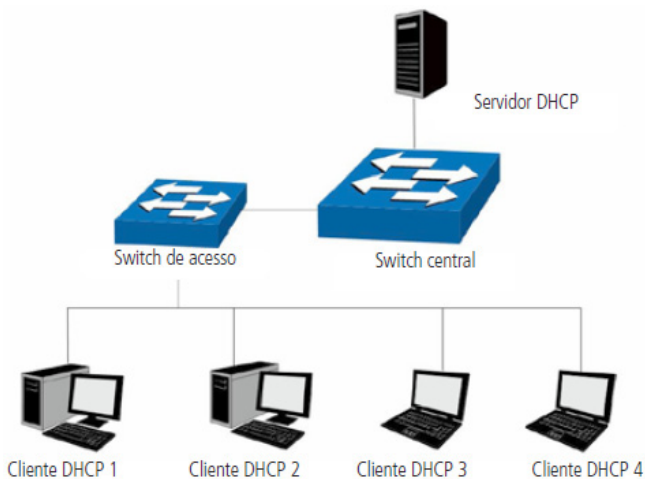 Servidor DHCP
Switch de acesso
Switch central
Cliente DHCP 1
Cliente DHCP 2
Cliente DHCP 3
Cliente DHCP 4